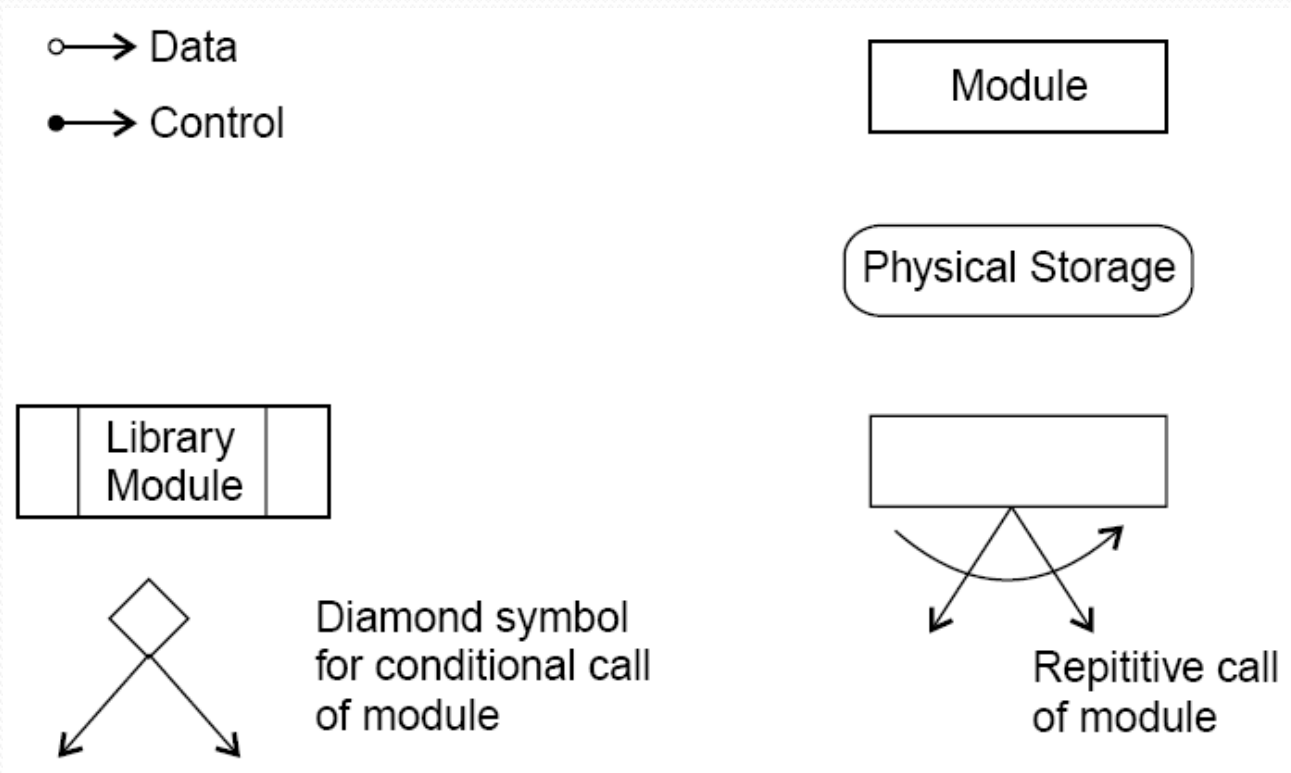 Data
Control
Module
Physical Storage
Library
Module
Diamond symbol
for conditional call
of module
Repititive call
of module